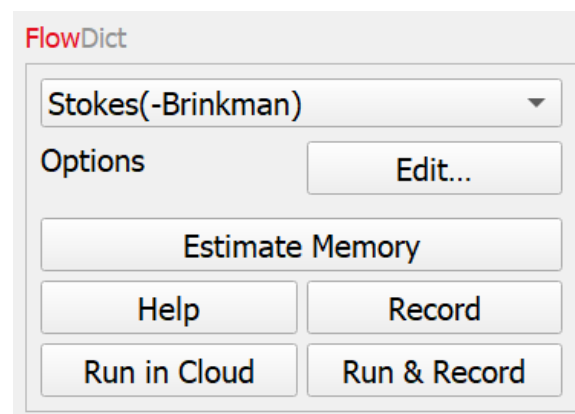 FlowDict
Stokes(-Brinkman)
Options Edit...
Estimate Memory
Help Record
Run in Cloud Run & Record